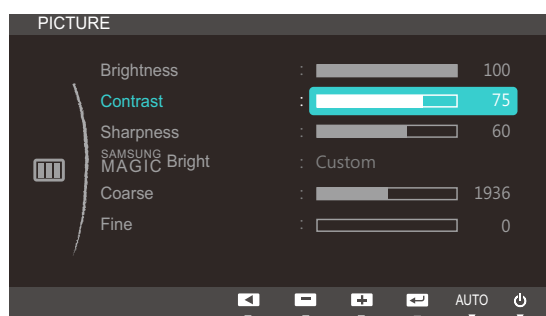 PICTURE
Brightness : 100
Contrast : 75
Sharpness : 60
SAMSUNG
MAGIC Bright : Custom
Coarse : 1936
Fine : 0
AUTO